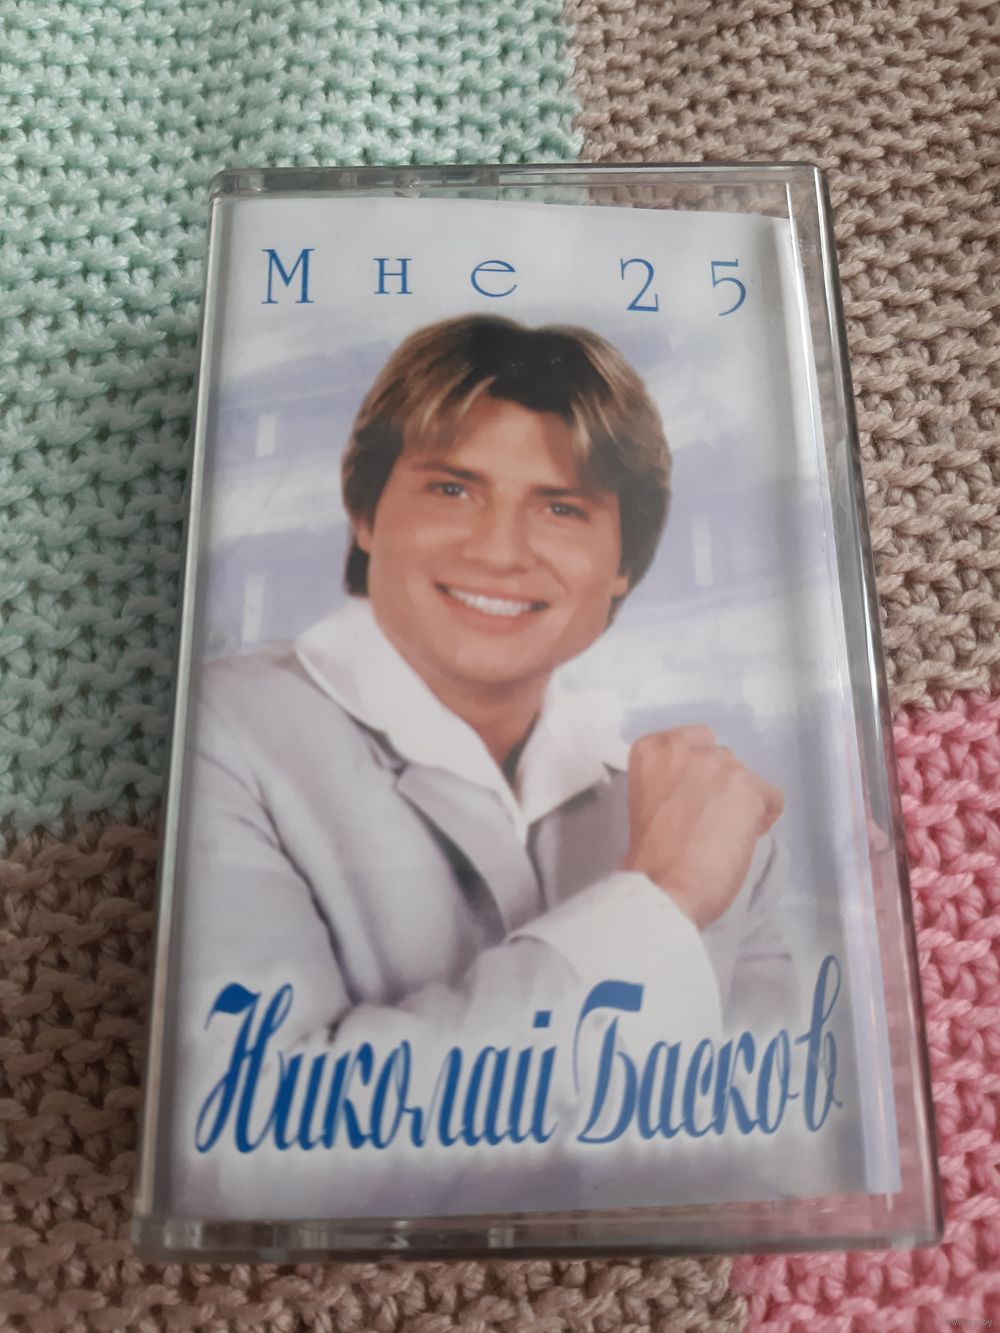 Мне 25
Николай Басков